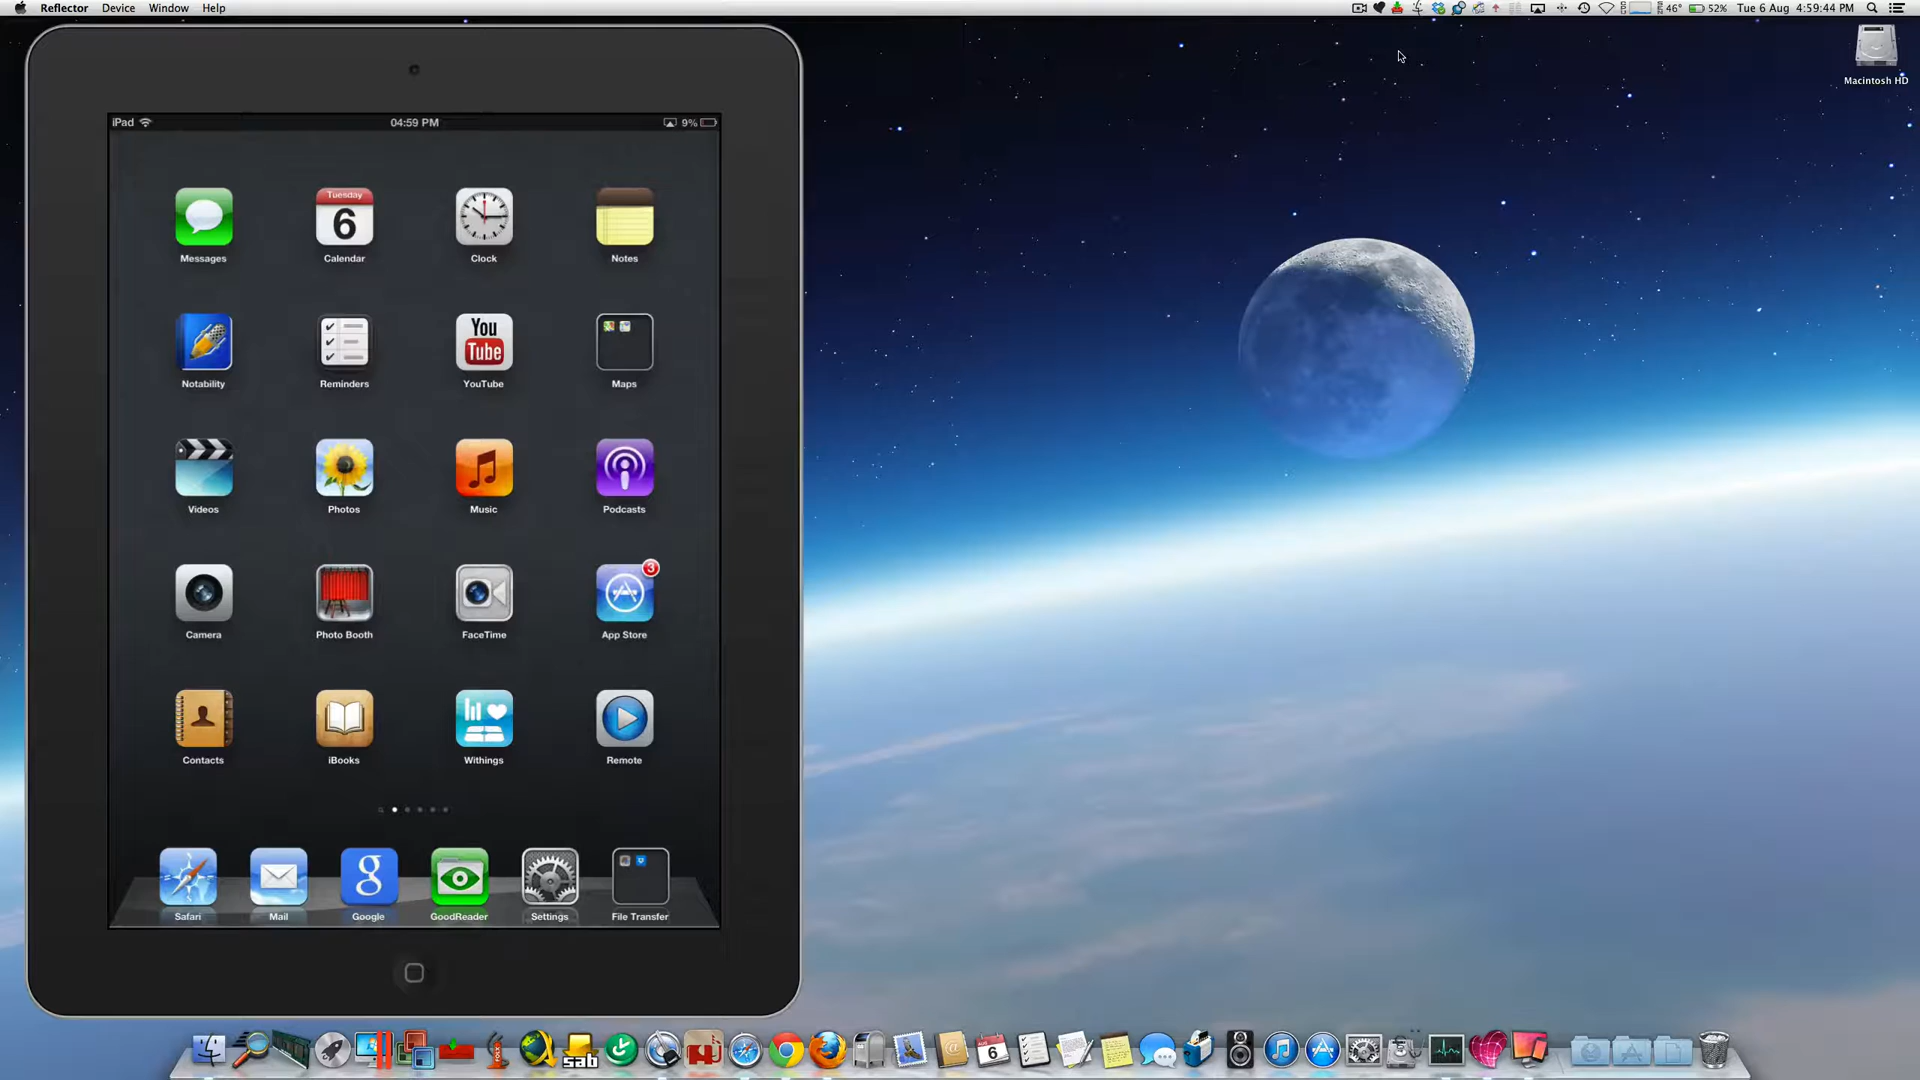 Reflector Device Window Help
46° 52% Tue 6 Aug 4:59:44 PM
Macintosh HD
iPad 04:59 PM 9%
Tuesday
6
Messages Calendar Clock Notes
You
Tube
Notability Reminders YouTube Maps
Videos Photos Music Podcasts
3
Camera Photo Booth FaceTime App Store
Contacts iBooks Withings Remote
g
Safari Mail Google GoodReader Settings File Transfer
sab
6